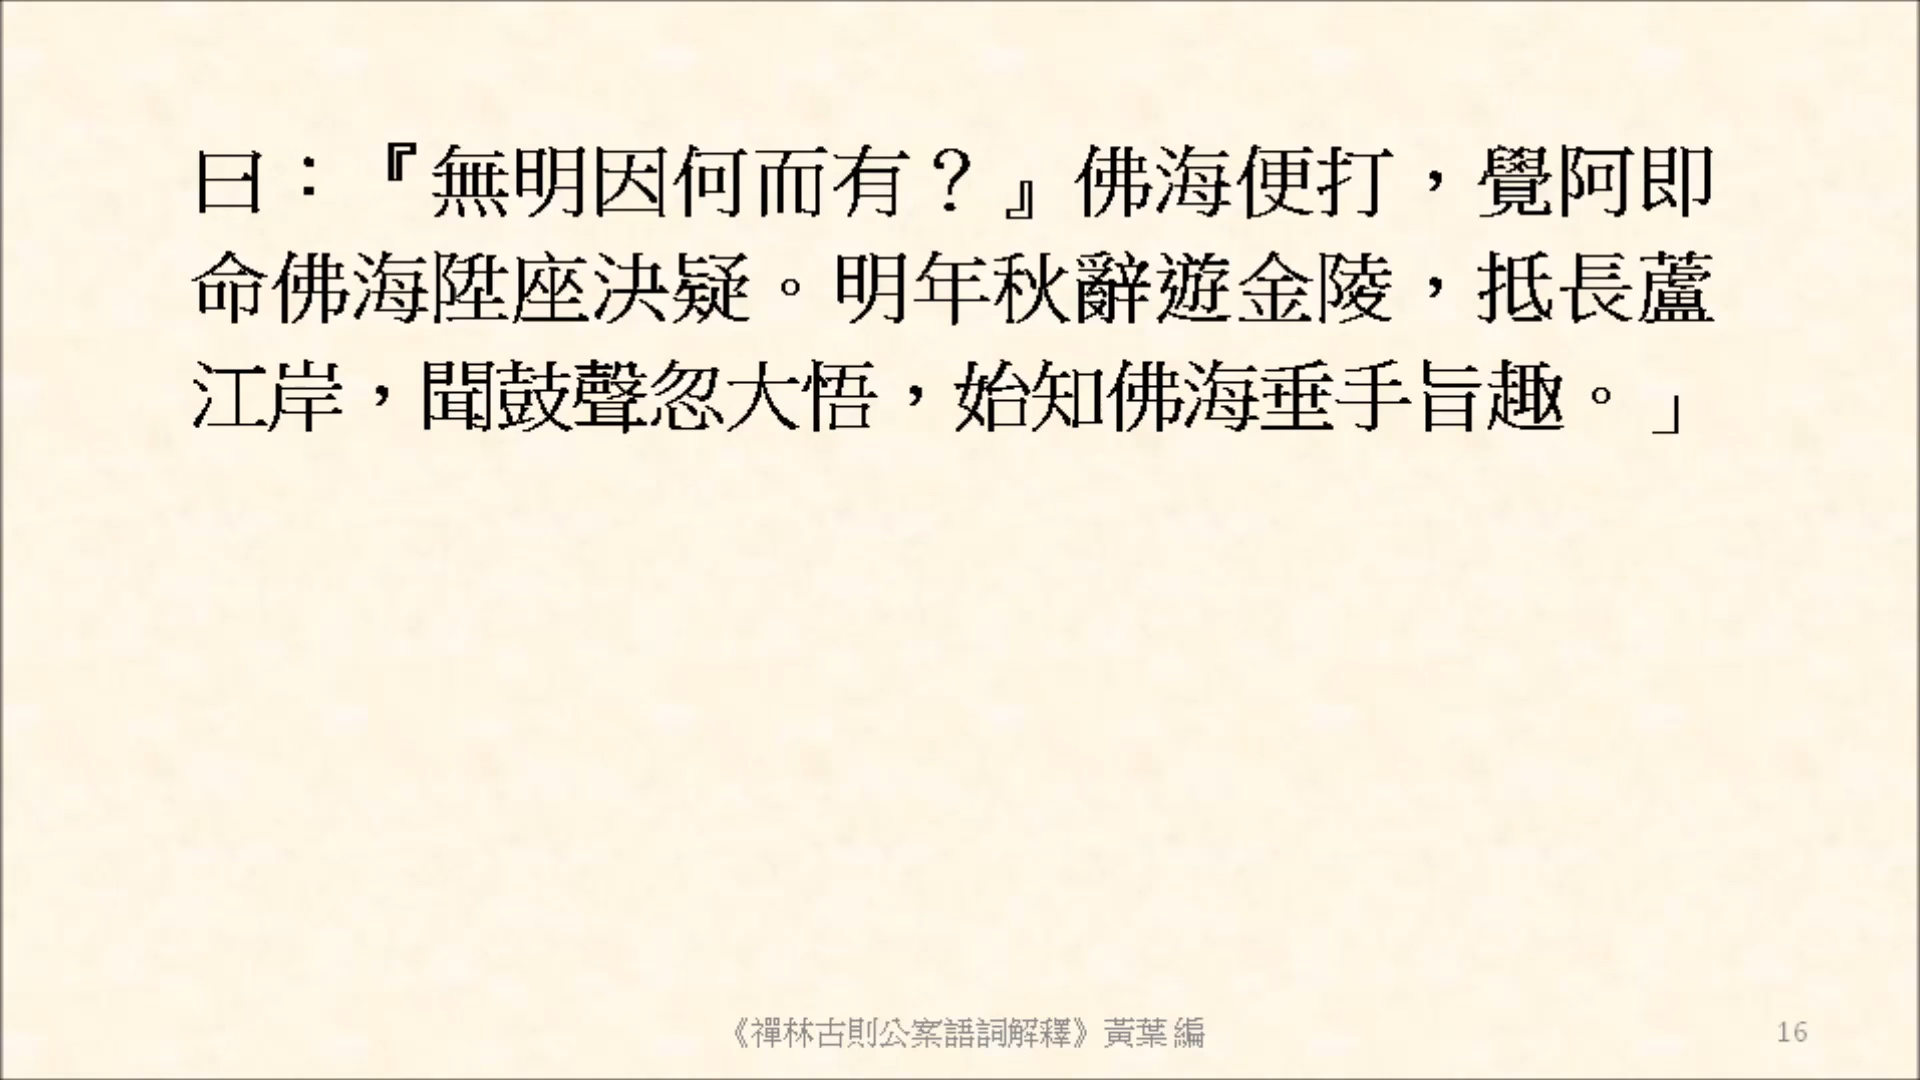 曰：『無明因何而有？』佛海便打，覺阿即
命佛海陞座決疑。明年秋辭遊金陵，抵長蘆
江岸，聞鼓聲忽大悟，始知佛海垂手旨趣。」
《禪林古則公案語詞解釋》黃葉 編
16